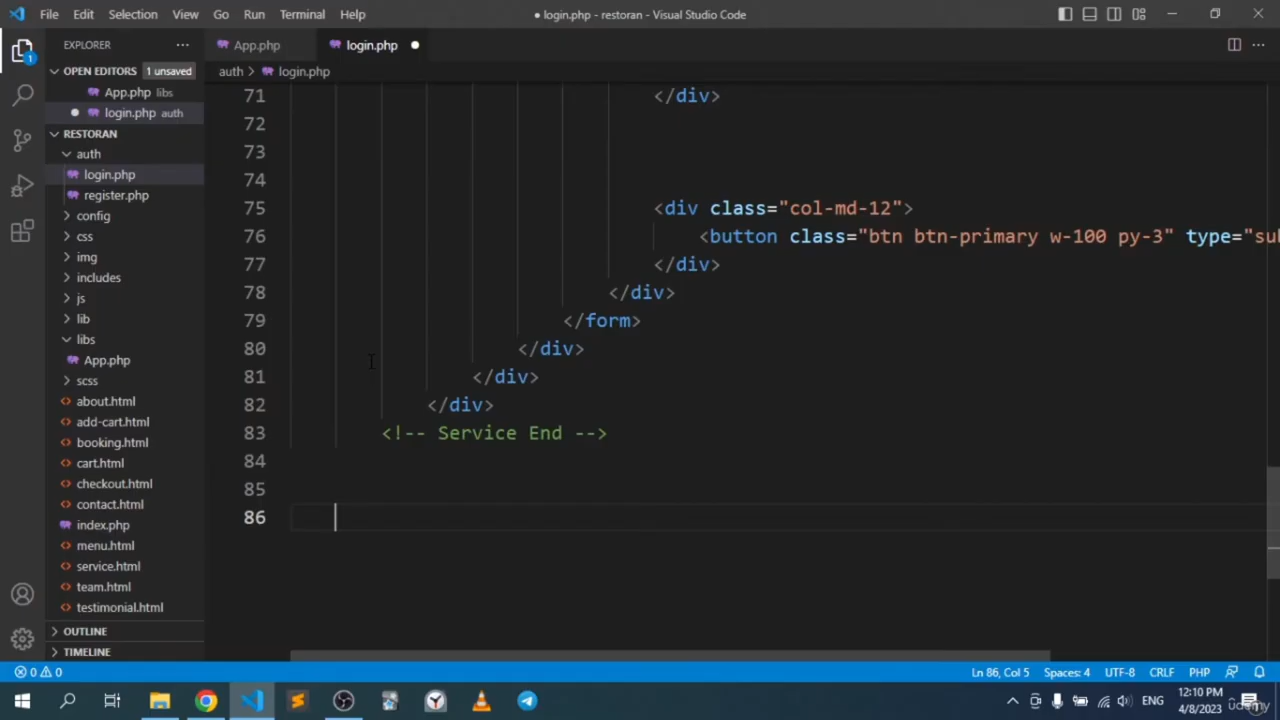 File Edit Selection View Go Run Terminal Help
● login.php - restoran - Visual Studio Code
EXPLORER
App.php
login.php
OPEN EDITORS 1 unsaved
auth > login.php
App.php libs
login.php auth
RESTORAN
auth
login.php
register.php
config
css
img
includes
js
lib
libs
App.php
scss
about.html
add-cart.html
booking.html
cart.html
checkout.html
contact.html
index.php
menu.html
service.html
team.html
testimonial.html
OUTLINE
TIMELINE
71 </div>
72
73
74
75 <div class="col-md-12">
76 <button class="btn btn-primary w-100 py-3" type="su
77 </div>
78 </div>
79 </form>
80 </div>
81 </div>
82 </div>
83 <!-- Service End -->
84
85
86
0 0
Ln 86, Col 5 Spaces: 4 UTF-8 CRLF PHP
ENG
12:10 PM
4/8/2023
1
udemy